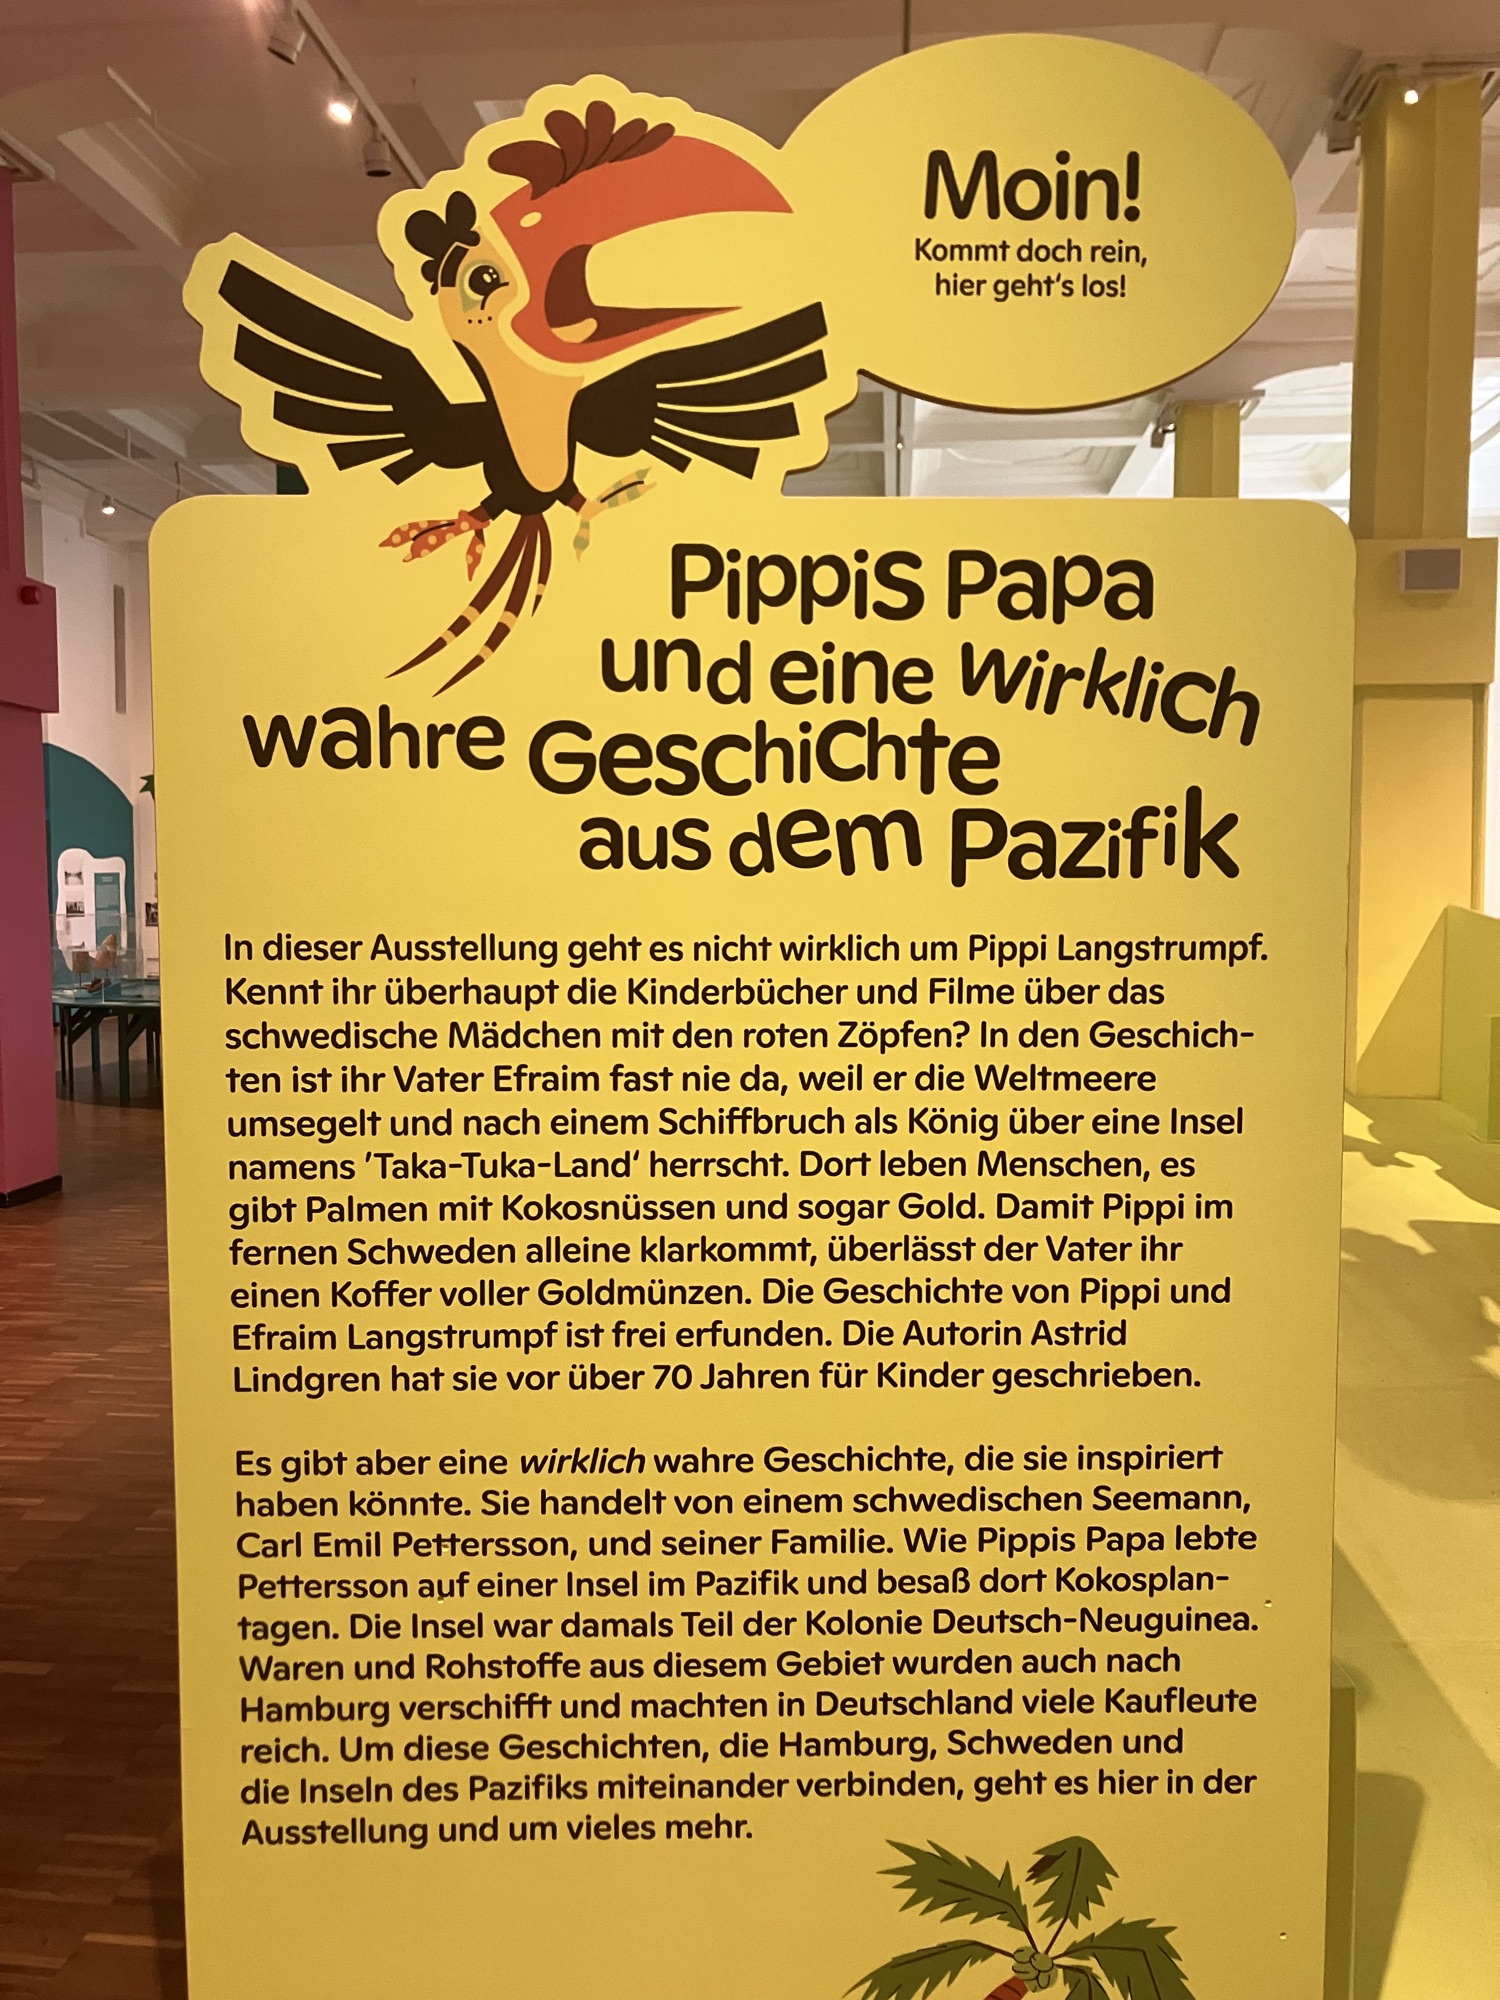 Moin!
Kommt doch rein,
hier geht's los!
Pippis Papa
und eine wirklich
wahre Geschichte
aus dem Pazifik
In dieser Ausstellung geht es nicht wirklich um Pippi Langstrumpf.
Kennt ihr überhaupt die Kinderbücher und Filme über das
schwedische Mädchen mit den roten Zöpfen? In den Geschich-
ten ist ihr Vater Efraim fast nie da, weil er die Weltmeere
umsegelt und nach einem Schiffbruch als König über eine Insel
namens 'Taka-Tuka-Land' herrscht. Dort leben Menschen, es
gibt Palmen mit Kokosnüssen und sogar Gold. Damit Pippi im
fernen Schweden alleine klarkommt, überlässt der Vater ihr
einen Koffer voller Goldmünzen. Die Geschichte von Pippi und
Efraim Langstrumpf ist frei erfunden. Die Autorin Astrid
Lindgren hat sie vor über 70 Jahren für Kinder geschrieben.
Es gibt aber eine wirklich wahre Geschichte, die sie inspiriert
haben könnte. Sie handelt von einem schwedischen Seemann,
Carl Emil Pettersson, und seiner Familie. Wie Pippis Papa lebte
Pettersson auf einer Insel im Pazifik und besaß dort Kokosplan-
tagen. Die Insel war damals Teil der Kolonie Deutsch-Neuguinea.
Waren und Rohstoffe aus diesem Gebiet wurden auch nach
Hamburg verschifft und machten in Deutschland viele Kaufleute
reich. Um diese Geschichten, die Hamburg, Schweden und
die Inseln des Pazifiks miteinander verbinden, geht es hier in der
Ausstellung und um vieles mehr.